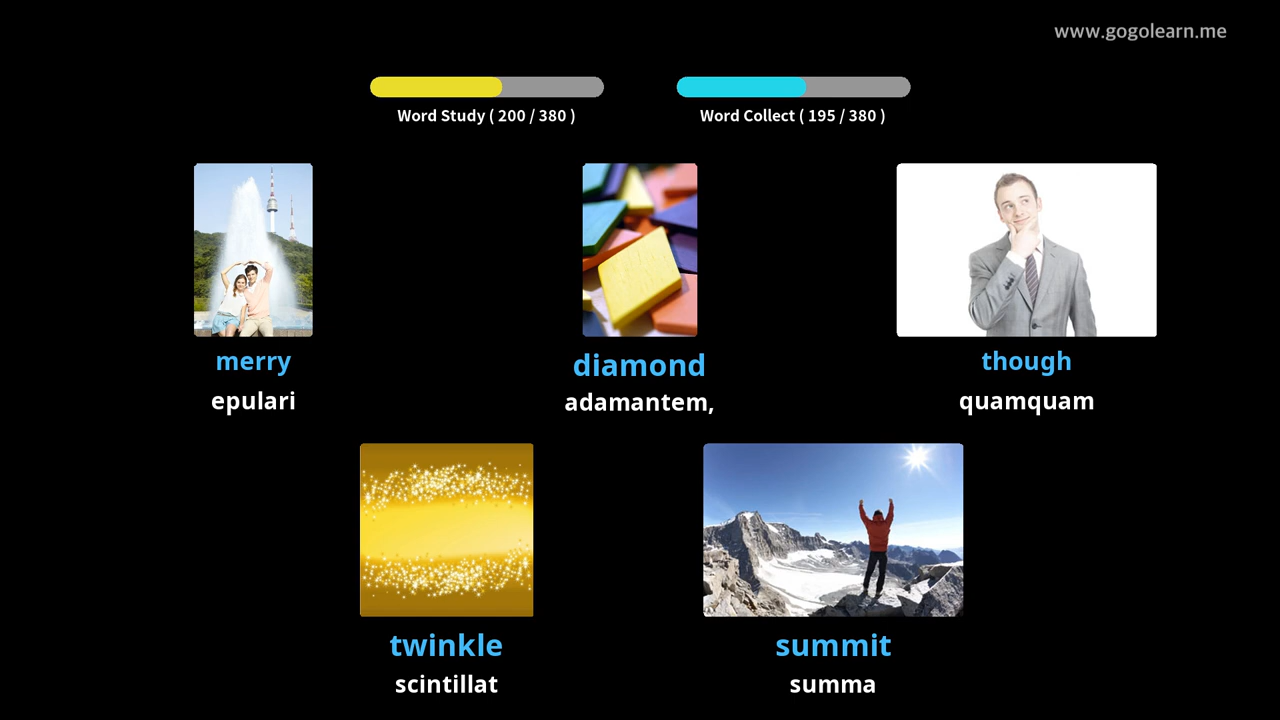 www.gogolearn.me
Word Study ( 200 / 380 )
Word Collect ( 195 / 380 )
merry
epulari
diamond
adamantem,
though
quamquam
twinkle
scintillat
summit
summa